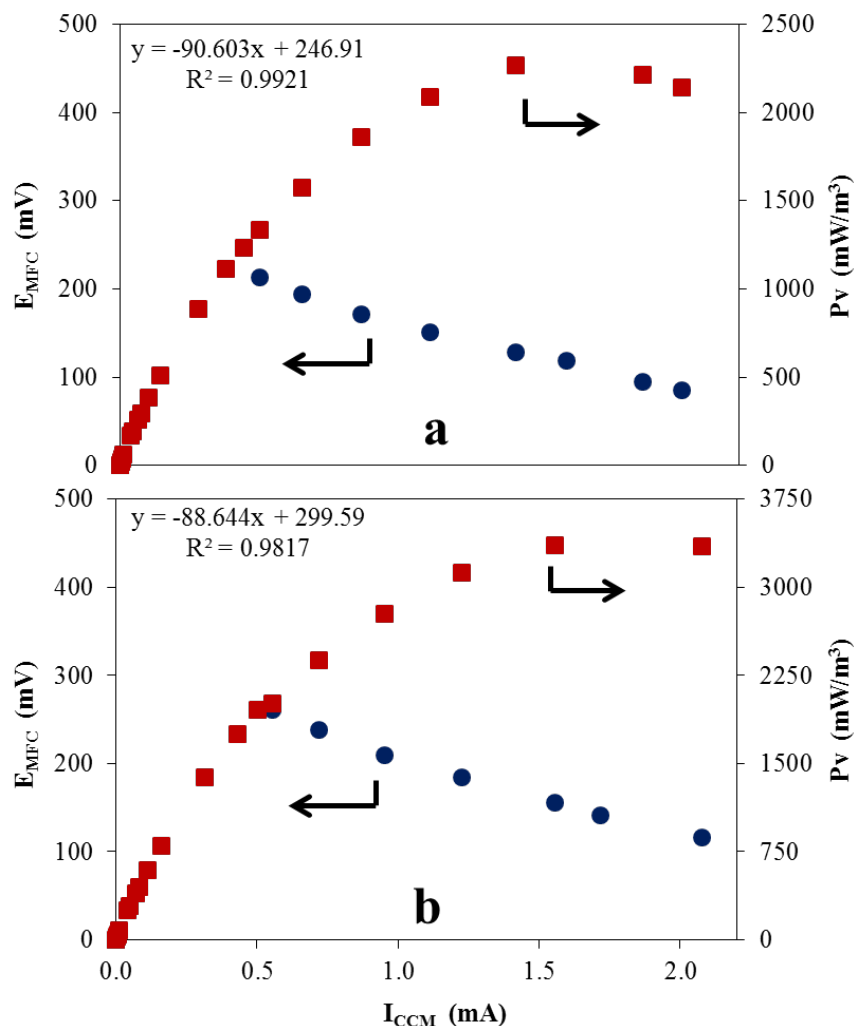 y = -90.603x + 246.91
R² = 0.9921
500
400
300
200
100
0
E_MFC (mV)
2500
2000
1500
1000
500
0
Pv (mW/m³)
a
y = -88.644x + 299.59
R² = 0.9817
500
400
300
200
100
0
E_MFC (mV)
3750
3000
2250
1500
750
0
Pv (mW/m³)
b
0.0 0.5 1.0 1.5 2.0
I_CCM (mA)